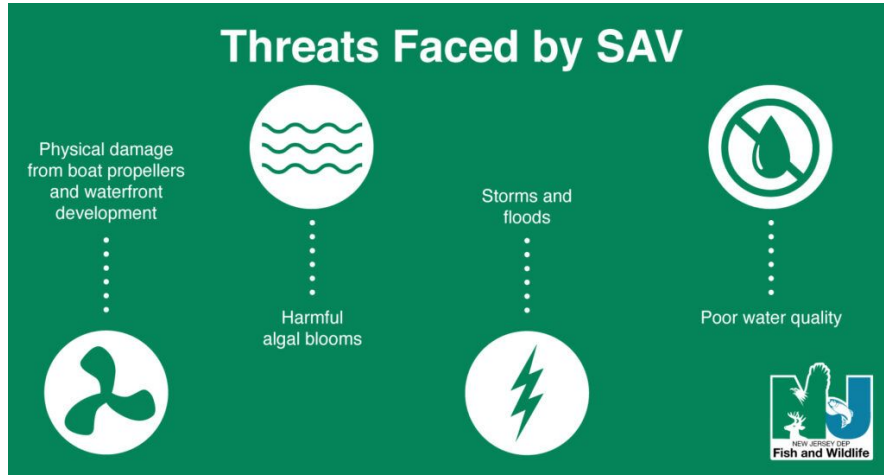 Threats Faced by SAV
Physical damage
from boat propellers
and waterfront
development
Harmful
algal blooms
Storms and
floods
Poor water quality
NJ
NEW JERSEY DEP
Fish and Wildlife